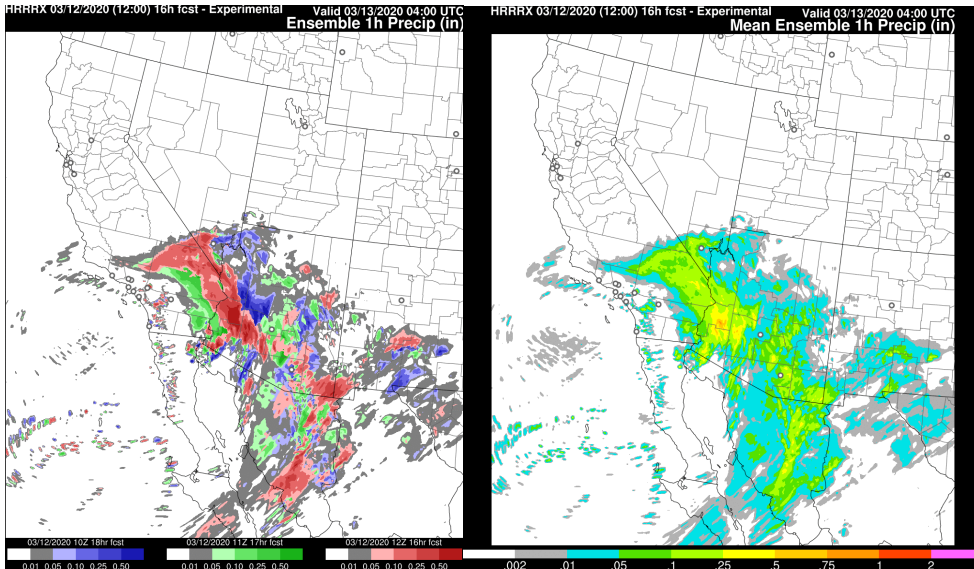 HRRRX 03/12/2020 (12:00) 16h fcst - Experimental
Valid 03/13/2020 04:00 UTC
Ensemble 1h Precip (in)
03/12/2020 10Z 18hr fcst
0.01 0.05 0.10 0.25 0.50
03/12/2020 11Z 17hr fcst
0.01 0.05 0.10 0.25 0.50
03/12/2020 12Z 16hr fcst
0.01 0.05 0.10 0.25 0.50
HRRRX 03/12/2020 (12:00) 16h fcst - Experimental
Valid 03/13/2020 04:00 UTC
Mean Ensemble 1h Precip (in)
.002 .01 .05 .1 .25 .5 .75 1 2